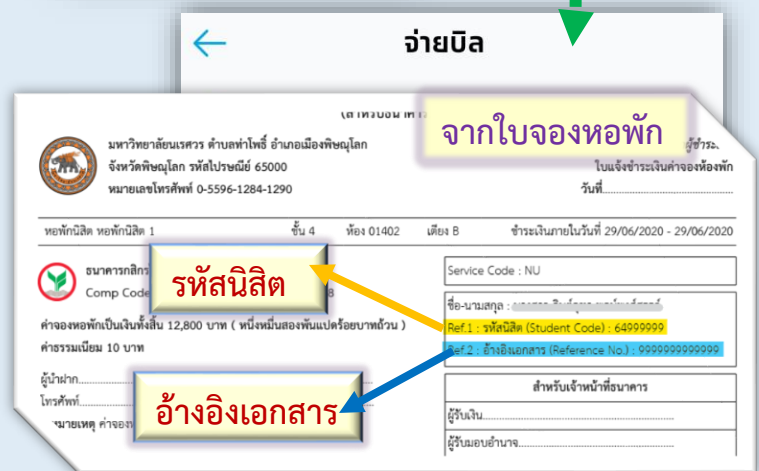 จ่ายบิล
จากใบจองหอพัก
มหาวิทยาลัยนเรศวร ตำบลท่าโพธิ์ อำเภอเมืองพิษณุโลก
จังหวัดพิษณุโลก รหัสไปรษณีย์ 65000
ใบแจ้งชำระเงินค่าจองห้องพัก
หมายเลขโทรศัพท์ 0-5596-1284-1290
วันที่
หอพักนิสิต หอพักนิสิต 1 ชั้น 4 ห้อง 01402 เตียง B ชำระเงินภายในวันที่ 29/06/2020 - 29/06/2020
ธนาคารกสิกร
Comp Code
รหัสนิสิต
Service Code : NU
ชื่อ-นามสกุล :
ค่าจองหอพักเป็นเงินทั้งสิ้น 12,800 บาท ( หนึ่งหมื่นสองพันแปดร้อยบาทถ้วน )
Ref.1 : รหัสนิสิต (Student Code) : 64999999
ค่าธรรมเนียม 10 บาท
Ref.2 : อ้างอิงเอกสาร (Reference No.) : 9999999999999
ผู้นำฝาก
โทรศัพท์
อ้างอิงเอกสาร
สำหรับเจ้าหน้าที่ธนาคาร
ผู้รับเงิน
ผู้รับมอบอำนาจ